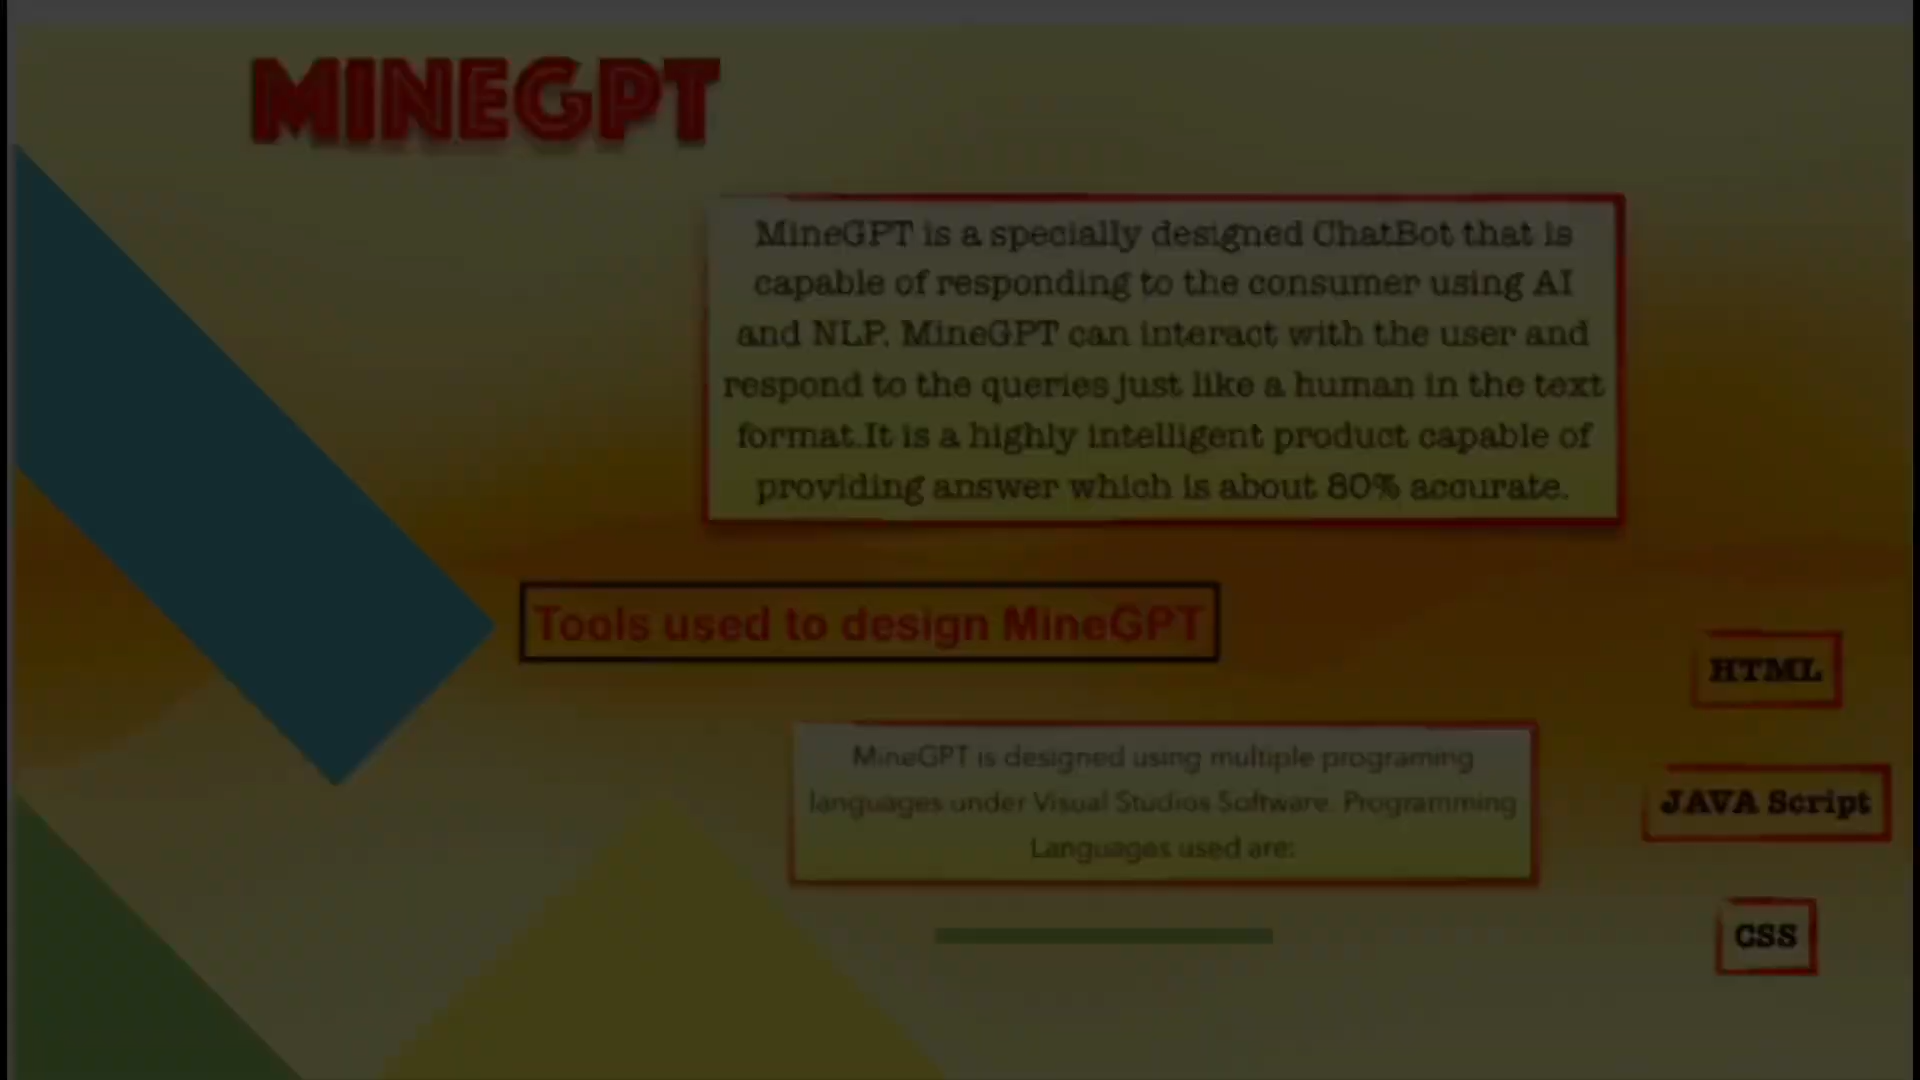 MINEGPT
MineGPT is a specially designed ChatBot that is
capable of responding to the consumer using AI
and NLP. MineGPT can interact with the user and
respond to the queries just like a human in the text
format.It is a highly intelligent product capable of
providing answer which is about 80% accurate.
Tools used to design MineGPT
MineGPT is designed using multiple programing
languages under Visual Studios Software. Programming
Languages used are:
HTML
JAVA Script
CSS